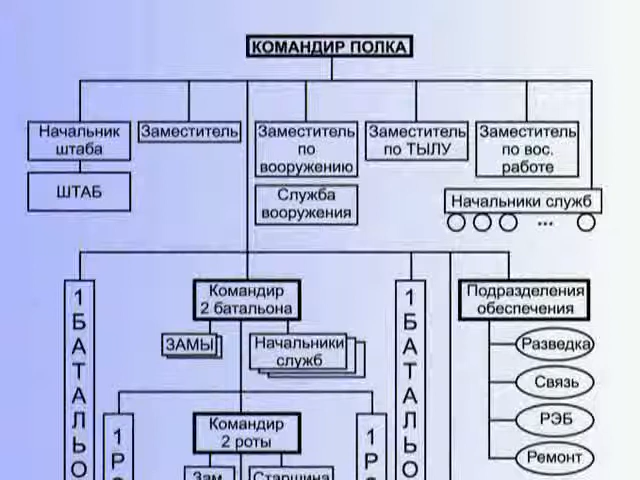 КОМАНДИР ПОЛКА
Начальник
штаба
Заместитель
Заместитель
по
вооружению
Заместитель
по ТЫЛУ
Заместитель
по вос.
работе
ШТАБ
Служба
вооружения
Начальники служб
...
1
Б
А
Т
А
Л
Ь
О
Командир
2 батальона
1
Б
А
Т
А
Л
Ь
О
Подразделения
обеспечения
ЗАМЫ
Начальники
служб
Разведка
Связь
РЭБ
Ремонт
1
Р
Командир
2 роты
1
Р
Зам.
Старшина